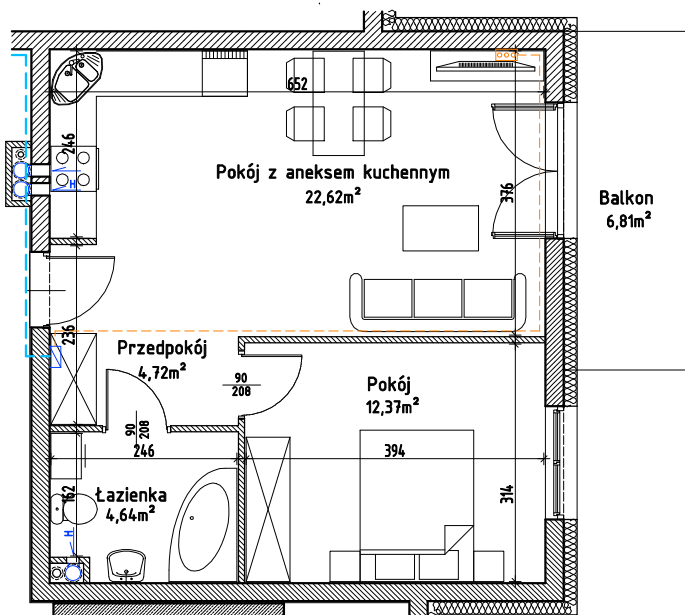 652
246
Pokój z aneksem kuchennym
22,62m²
376
H
Balkon
6,81m²
236
Przedpokój
4,72m²
90
208
Pokój
12,37m²
90
208
246
394
314
162
Łazienka
4,64m²
H